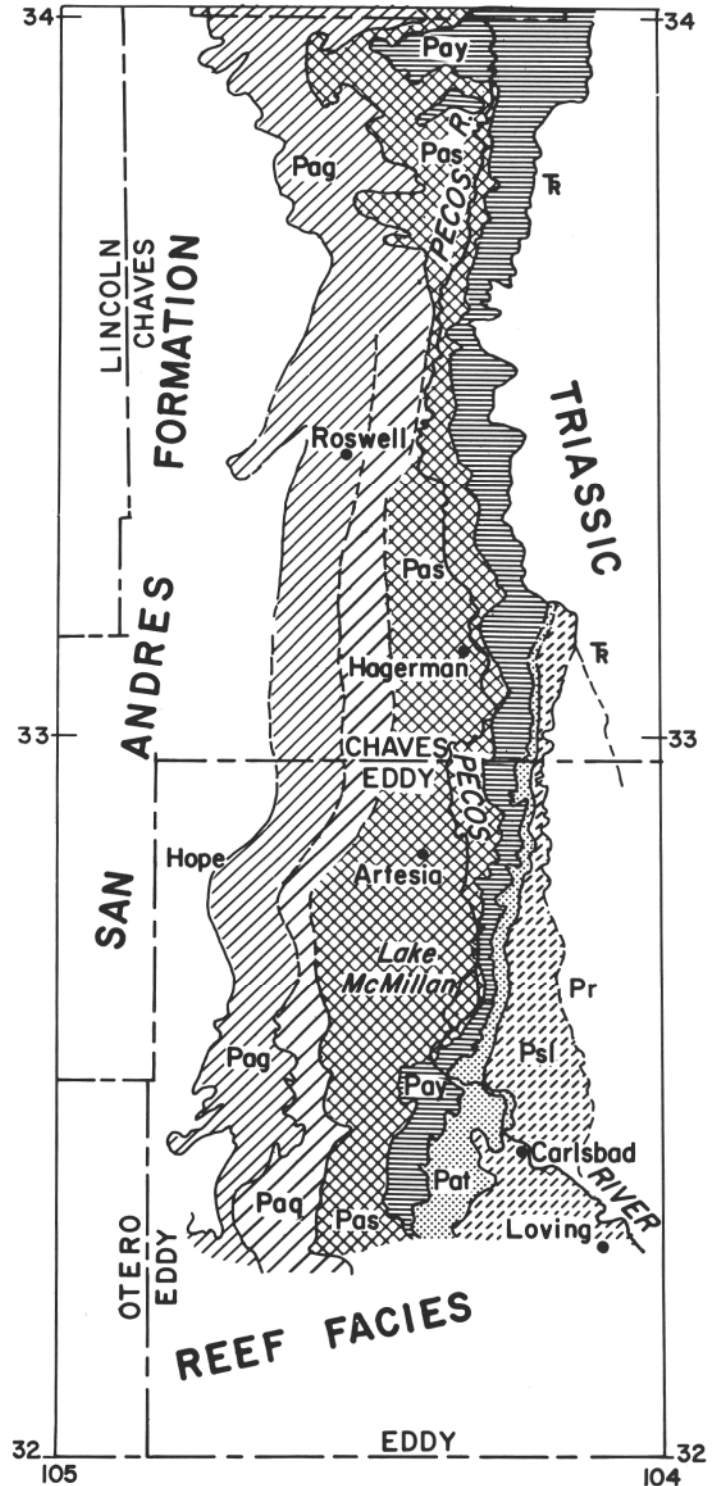 34
34
Pay
PECOS R.
Pas
Pag
TR
LINCOLN
CHAVES
FORMATION
TRIASSIC
Roswell
Pas
ANDRES
TR
Hagerman
33
33
CHAVES
EDDY
PECOS
Hope
Artesia
SAN
Lake
McMillan
Pr
Psl
Pag
Pay
Carlsbad
RIVER
Pat
Paq
Pas
Loving
OTERO
EDDY
REEF FACIES
EDDY
32
32
105
104